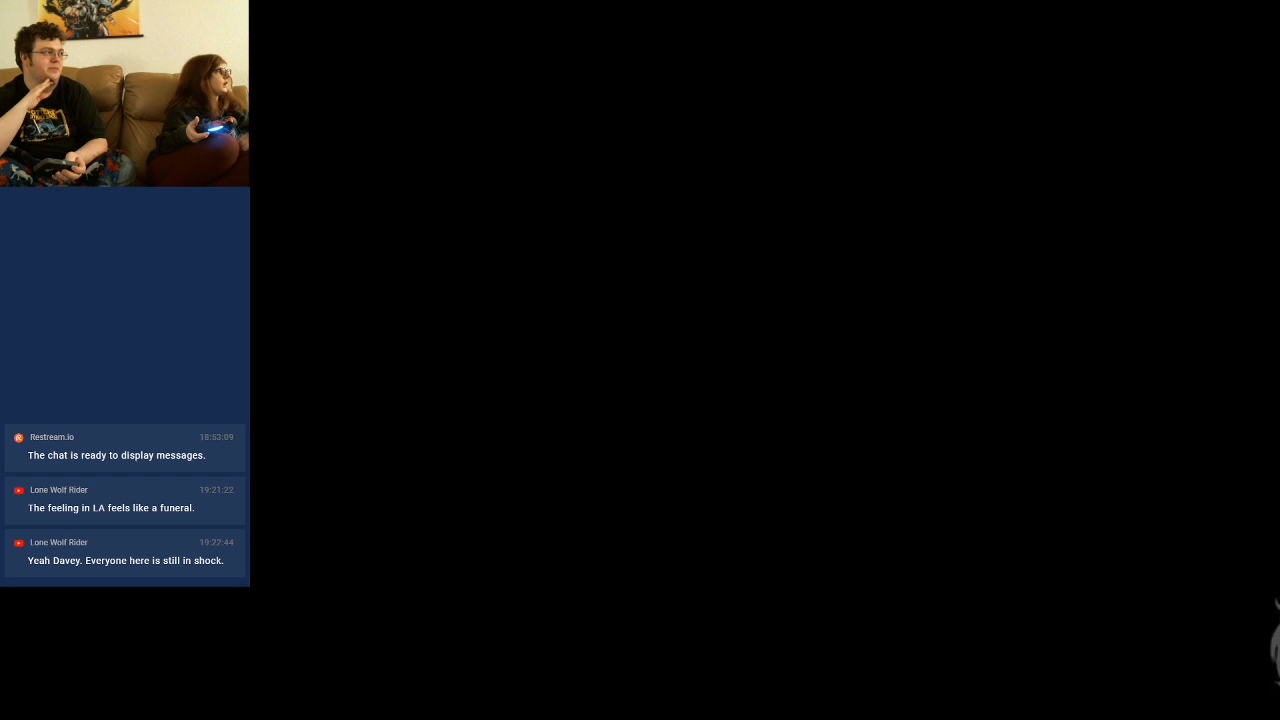 Restream.io 18:53:09
The chat is ready to display messages.
Lone Wolf Rider 19:21:22
The feeling in LA feels like a funeral.
Lone Wolf Rider 19:22:44
Yeah Davey. Everyone here is still in shock.